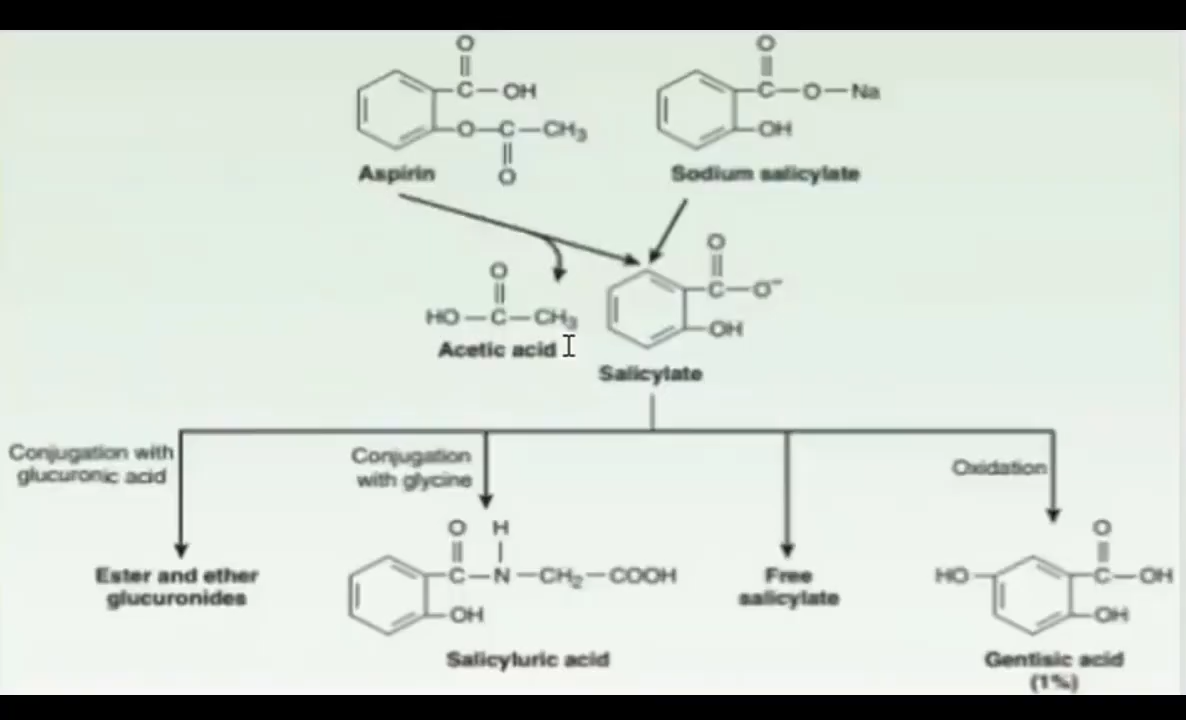 O
C—OH
O—C—CH3
O
Aspirin
O
C—O—Na
OH
Sodium salicylate
O
HO—C—CH3
Acetic acid
O
C—O−
OH
Salicylate
Conjugation with
glucuronic acid
Conjugation
with glycine
Oxidation
Ester and ether
glucuronides
O H
C—N—CH2—COOH
OH
Salicyluric acid
Free
salicylate
O
HO
C—OH
OH
Gentisic acid
(1%)